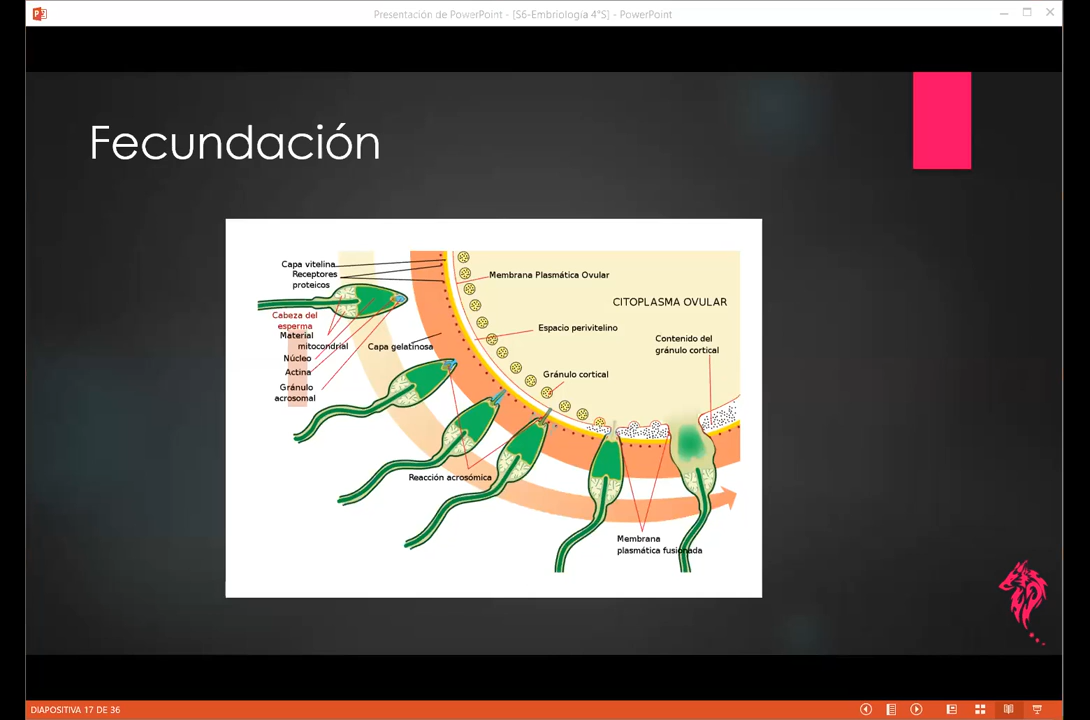 Presentación de PowerPoint - [S6-Embriología 4°S] - PowerPoint
Fecundación
Capa vitelina
Receptores
proteicos
Cabeza del
esperma
Material
mitocondrial
Núcleo
Actina
Gránulo
acrosomal
Capa gelatinosa
Membrana Plasmática Ovular
CITOPLASMA OVULAR
Espacio perivitelino
Contenido del
gránulo cortical
Gránulo cortical
Reacción acrosómica
Membrana
plasmática fusionada
DIAPOSITIVA 17 DE 36